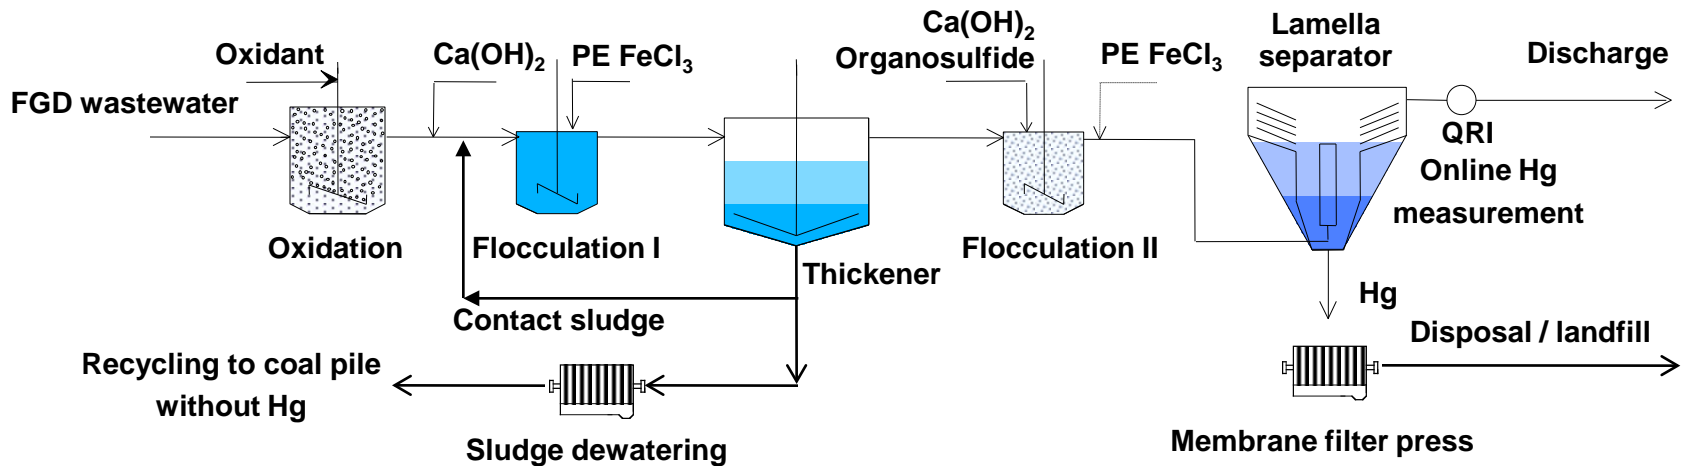 Oxidant
FGD wastewater
Ca(OH)2
PE FeCl3
Ca(OH)2
Organosulfide
PE FeCl3
Lamella
separator
Discharge
QRI
Online Hg
measurement
Oxidation
Flocculation I
Thickener
Flocculation II
Contact sludge
Hg
Disposal / landfill
Recycling to coal pile
without Hg
Sludge dewatering
Membrane filter press